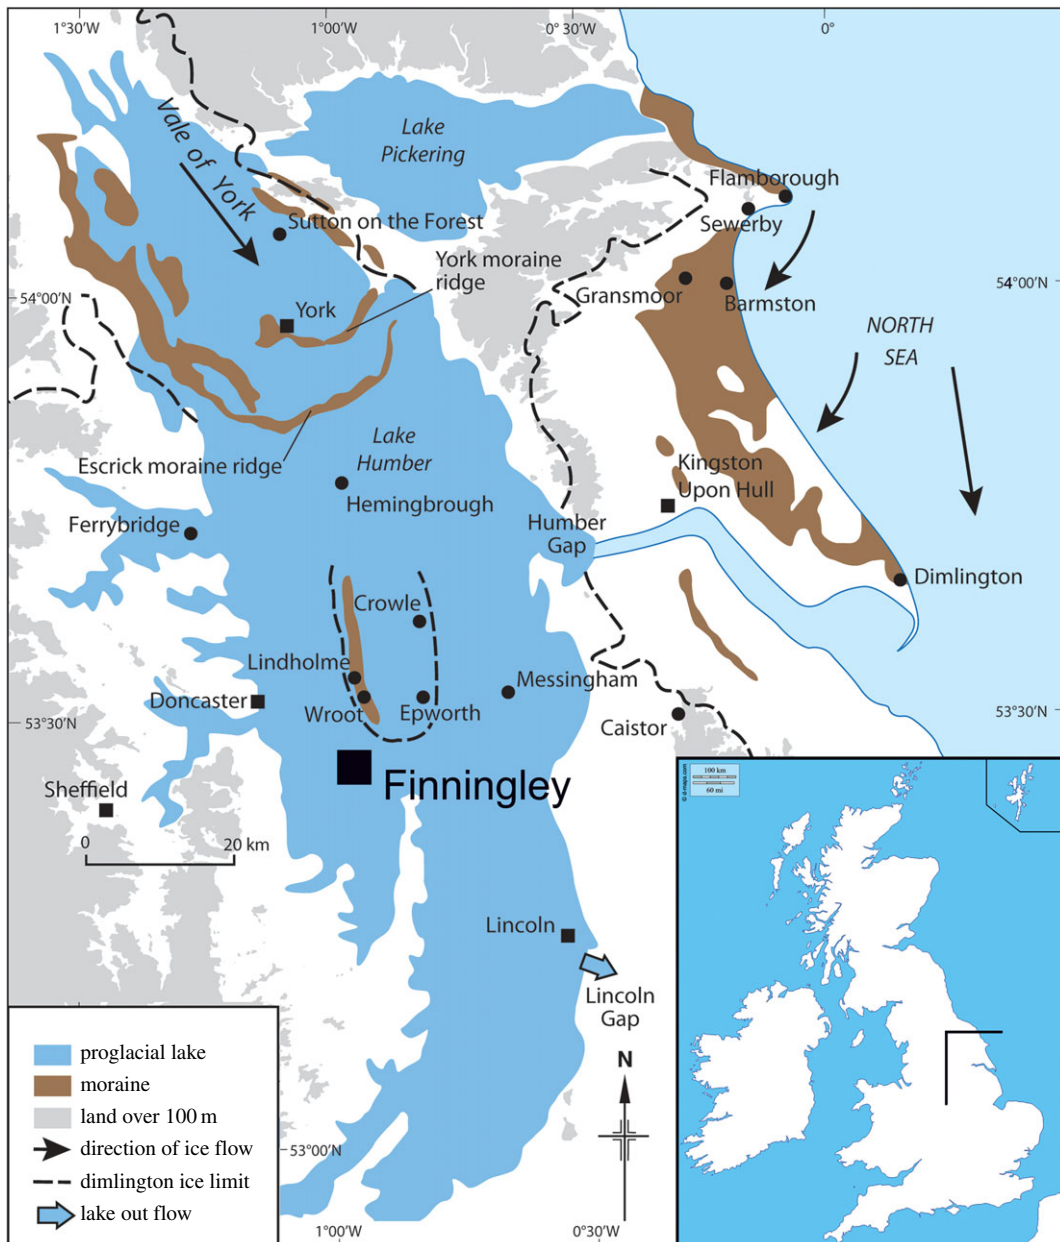 1°30′W
1°00′W
0° 30′W
0°
Vale of York
Lake
Pickering
Flamborough
Sewerby
Sutton on the Forest
York moraine
ridge
54°00′N
York
Gransmoor
Barmston
54°00′N
NORTH
SEA
Escrick moraine ridge
Lake
Humber
Hemingbrough
Kingston
Upon Hull
Ferrybridge
Humber
Gap
Dimlington
Crowle
Lindholme
Messingham
Doncaster
Wroot
Epworth
53°30′N
Caistor
53°30′N
Finningley
Sheffield
0
20 km
Lincoln
Lincoln
Gap
N
proglacial lake
moraine
land over 100 m
direction of ice flow
dimlington ice limit
lake out flow
53°00′N
1°00′W
0°30′W
© d-maps.com
100 km
60 mi